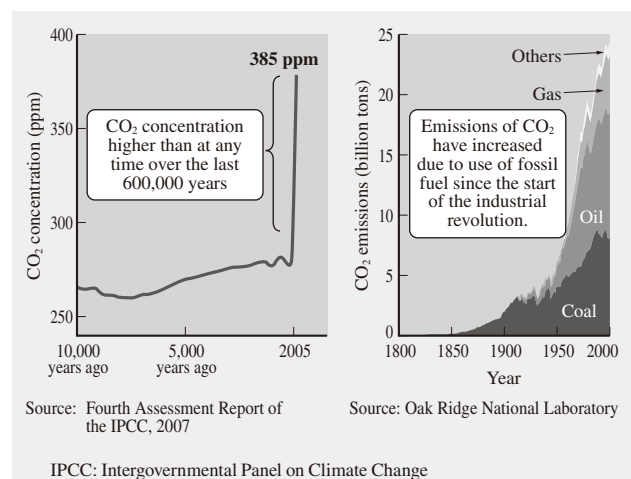 400
350
300
250
CO₂ concentration (ppm)
385 ppm
CO₂ concentration
higher than at any
time over the last
600,000 years
10,000
years ago
5,000
years ago
2005
Source: Fourth Assessment Report of
the IPCC, 2007
25
20
15
10
5
0
CO₂ emissions (billion tons)
Others
Gas
Emissions of CO₂
have increased
due to use of fossil
fuel since the start
of the industrial
revolution.
Oil
Coal
1800 1850 1900 1950 2000
Year
Source: Oak Ridge National Laboratory
IPCC: Intergovernmental Panel on Climate Change